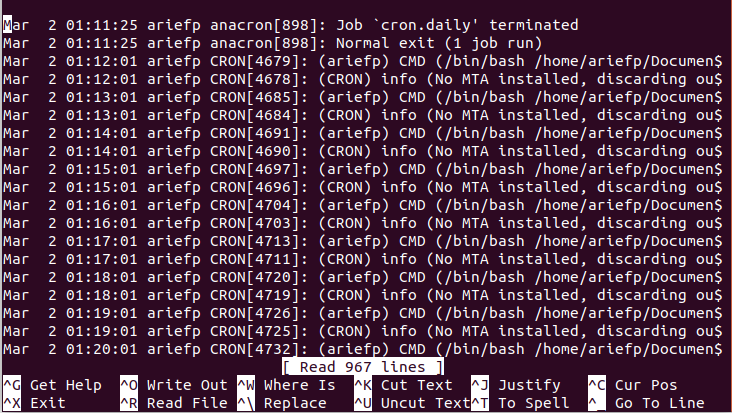 Mar  2 01:11:25 ariefp anacron[898]: Job `cron.daily' terminated
Mar  2 01:11:25 ariefp anacron[898]: Normal exit (1 job run)
Mar  2 01:12:01 ariefp CRON[4679]: (ariefp) CMD (/bin/bash /home/ariefp/Documen$
Mar  2 01:12:01 ariefp CRON[4678]: (CRON) info (No MTA installed, discarding ou$
Mar  2 01:13:01 ariefp CRON[4685]: (ariefp) CMD (/bin/bash /home/ariefp/Documen$
Mar  2 01:13:01 ariefp CRON[4684]: (CRON) info (No MTA installed, discarding ou$
Mar  2 01:14:01 ariefp CRON[4691]: (ariefp) CMD (/bin/bash /home/ariefp/Documen$
Mar  2 01:14:01 ariefp CRON[4690]: (CRON) info (No MTA installed, discarding ou$
Mar  2 01:15:01 ariefp CRON[4697]: (ariefp) CMD (/bin/bash /home/ariefp/Documen$
Mar  2 01:15:01 ariefp CRON[4696]: (CRON) info (No MTA installed, discarding ou$
Mar  2 01:16:01 ariefp CRON[4704]: (ariefp) CMD (/bin/bash /home/ariefp/Documen$
Mar  2 01:16:01 ariefp CRON[4703]: (CRON) info (No MTA installed, discarding ou$
Mar  2 01:17:01 ariefp CRON[4713]: (ariefp) CMD (/bin/bash /home/ariefp/Documen$
Mar  2 01:17:01 ariefp CRON[4711]: (CRON) info (No MTA installed, discarding ou$
Mar  2 01:18:01 ariefp CRON[4720]: (ariefp) CMD (/bin/bash /home/ariefp/Documen$
Mar  2 01:18:01 ariefp CRON[4719]: (CRON) info (No MTA installed, discarding ou$
Mar  2 01:19:01 ariefp CRON[4726]: (ariefp) CMD (/bin/bash /home/ariefp/Documen$
Mar  2 01:19:01 ariefp CRON[4725]: (CRON) info (No MTA installed, discarding ou$
Mar  2 01:20:01 ariefp CRON[4732]: (ariefp) CMD (/bin/bash /home/ariefp/Documen$
[ Read 967 lines ]
^G Get Help  ^O Write Out ^W Where Is  ^K Cut Text  ^J Justify   ^C Cur Pos
^X Exit      ^R Read File ^\ Replace   ^U Uncut Text^T To Spell  ^_ Go To Line